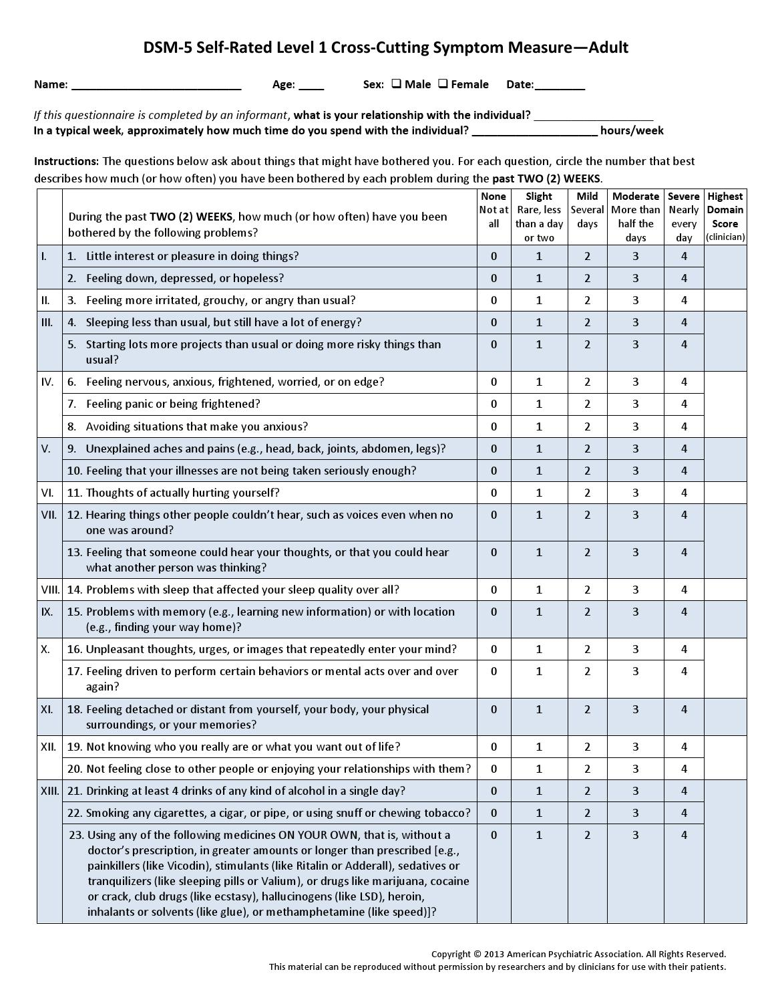 DSM-5 Self-Rated Level 1 Cross-Cutting Symptom Measure—Adult
Name: ___________________________ Age: ____ Sex: ❏ Male ❏ Female Date:________
If this questionnaire is completed by an informant, what is your relationship with the individual? ___________________
In a typical week, approximately how much time do you spend with the individual? ____________________ hours/week
Instructions: The questions below ask about things that might have bothered you. For each question, circle the number that best
describes how much (or how often) you have been bothered by each problem during the past TWO (2) WEEKS.
During the past TWO (2) WEEKS, how much (or how often) have you been
bothered by the following problems?
None
Not at
all
Slight
Rare, less
than a day
or two
Mild
Several
days
Moderate
More than
half the
days
Severe
Nearly
every
day
Highest
Domain
Score
(clinician)
I. 1. Little interest or pleasure in doing things? 0 1 2 3 4
2. Feeling down, depressed, or hopeless? 0 1 2 3 4
II. 3. Feeling more irritated, grouchy, or angry than usual? 0 1 2 3 4
III. 4. Sleeping less than usual, but still have a lot of energy? 0 1 2 3 4
5. Starting lots more projects than usual or doing more risky things than 0 1 2 3 4
usual?
IV. 6. Feeling nervous, anxious, frightened, worried, or on edge? 0 1 2 3 4
7. Feeling panic or being frightened? 0 1 2 3 4
8. Avoiding situations that make you anxious? 0 1 2 3 4
V. 9. Unexplained aches and pains (e.g., head, back, joints, abdomen, legs)? 0 1 2 3 4
10. Feeling that your illnesses are not being taken seriously enough? 0 1 2 3 4
VI. 11. Thoughts of actually hurting yourself? 0 1 2 3 4
VII. 12. Hearing things other people couldn’t hear, such as voices even when no 0 1 2 3 4
one was around?
13. Feeling that someone could hear your thoughts, or that you could hear 0 1 2 3 4
what another person was thinking?
VIII. 14. Problems with sleep that affected your sleep quality over all? 0 1 2 3 4
IX. 15. Problems with memory (e.g., learning new information) or with location 0 1 2 3 4
(e.g., finding your way home)?
X. 16. Unpleasant thoughts, urges, or images that repeatedly enter your mind? 0 1 2 3 4
17. Feeling driven to perform certain behaviors or mental acts over and over 0 1 2 3 4
again?
XI. 18. Feeling detached or distant from yourself, your body, your physical 0 1 2 3 4
surroundings, or your memories?
XII. 19. Not knowing who you really are or what you want out of life? 0 1 2 3 4
20. Not feeling close to other people or enjoying your relationships with them? 0 1 2 3 4
XIII. 21. Drinking at least 4 drinks of any kind of alcohol in a single day? 0 1 2 3 4
22. Smoking any cigarettes, a cigar, or pipe, or using snuff or chewing tobacco? 0 1 2 3 4
23. Using any of the following medicines ON YOUR OWN, that is, without a 0 1 2 3 4
doctor’s prescription, in greater amounts or longer than prescribed [e.g.,
painkillers (like Vicodin), stimulants (like Ritalin or Adderall), sedatives or
tranquilizers (like sleeping pills or Valium), or drugs like marijuana, cocaine
or crack, club drugs (like ecstasy), hallucinogens (like LSD), heroin,
inhalants or solvents (like glue), or methamphetamine (like speed)]?
Copyright © 2013 American Psychiatric Association. All Rights Reserved.
This material can be reproduced without permission by researchers and by clinicians for use with their patients.